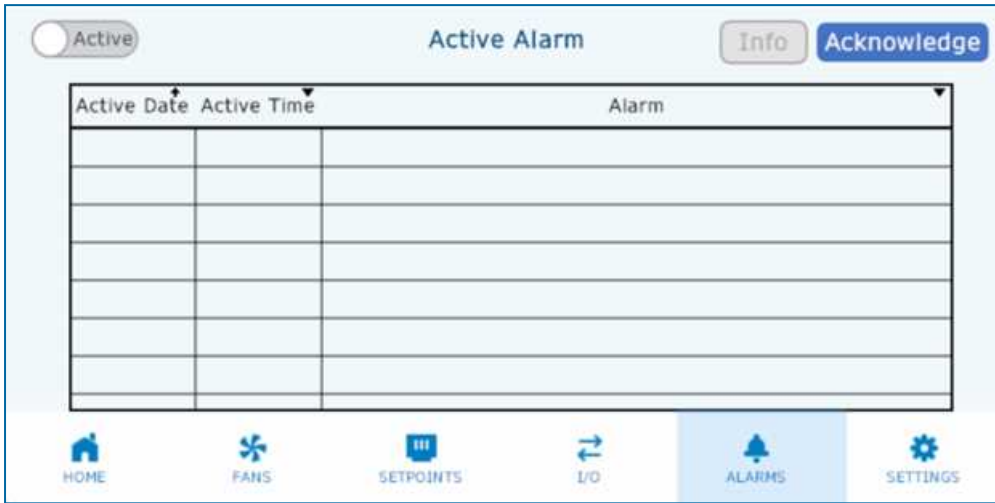 Active
Active Alarm
Info
Acknowledge
Active Date
Active Time
Alarm
HOME
FANS
SETPOINTS
I/O
ALARMS
SETTINGS